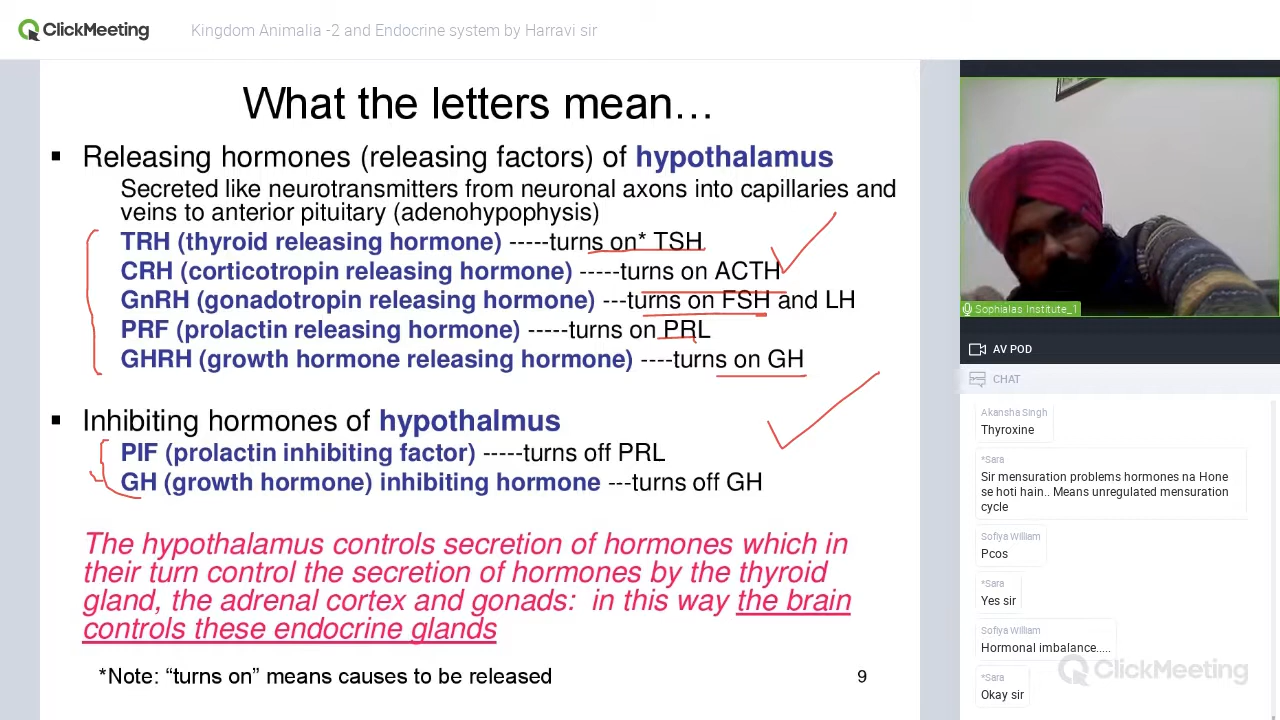 ClickMeeting
Kingdom Animalia -2 and Endocrine system by Harravi sir
What the letters mean…
▪ Releasing hormones (releasing factors) of hypothalamus
Secreted like neurotransmitters from neuronal axons into capillaries and
veins to anterior pituitary (adenohypophysis)
TRH (thyroid releasing hormone) -----turns on* TSH
CRH (corticotropin releasing hormone) -----turns on ACTH
GnRH (gonadotropin releasing hormone) ---turns on FSH and LH
PRF (prolactin releasing hormone) -----turns on PRL
GHRH (growth hormone releasing hormone) ----turns on GH
▪ Inhibiting hormones of hypothalmus
PIF (prolactin inhibiting factor) -----turns off PRL
GH (growth hormone) inhibiting hormone ---turns off GH
The hypothalamus controls secretion of hormones which in
their turn control the secretion of hormones by the thyroid
gland, the adrenal cortex and gonads: in this way the brain
controls these endocrine glands
*Note: “turns on” means causes to be released
9
Sophialas Institute_1
AV POD
CHAT
Akansha Singh
Thyroxine
*Sara
Sir mensuration problems hormones na Hone
se hoti hain.. Means unregulated mensuration
cycle
Sofiya William
Pcos
*Sara
Yes sir
Sofiya William
Hormonal imbalance.....
*Sara
Okay sir
ClickMeeting